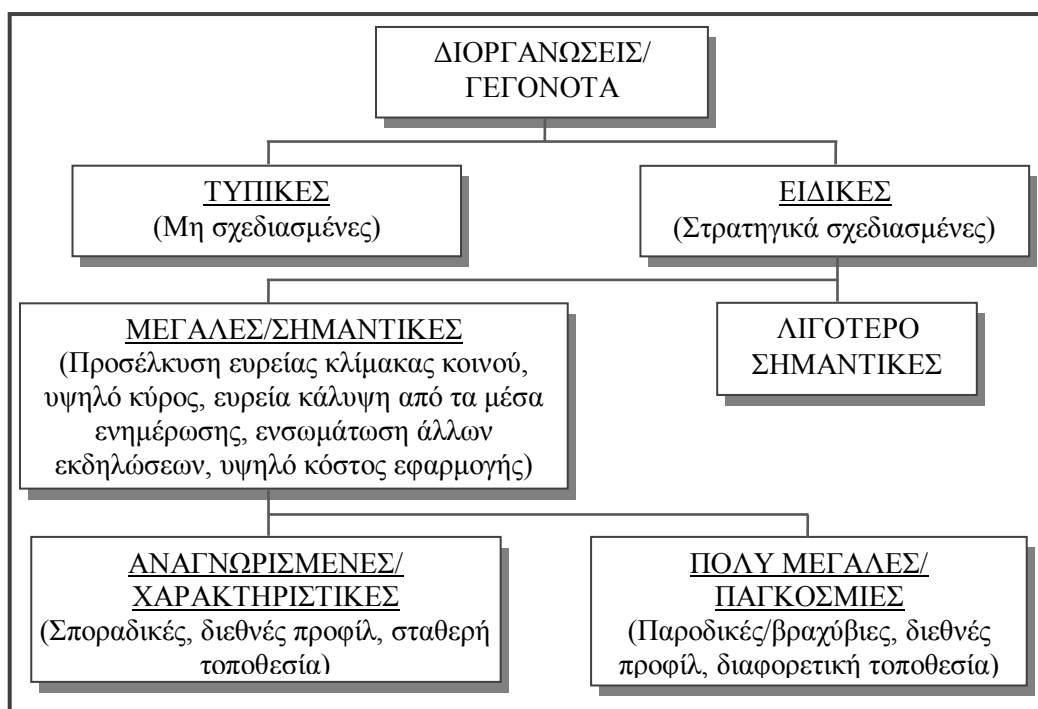 ΔΙΟΡΓΑΝΩΣΕΙΣ/
ΓΕΓΟΝΟΤΑ
ΤΥΠΙΚΕΣ
(Μη σχεδιασμένες)
ΕΙΔΙΚΕΣ
(Στρατηγικά σχεδιασμένες)
ΜΕΓΑΛΕΣ/ΣΗΜΑΝΤΙΚΕΣ
(Προσέλκυση ευρείας κλίμακας κοινού,
υψηλό κύρος, ευρεία κάλυψη από τα μέσα
ενημέρωσης, ενσωμάτωση άλλων
εκδηλώσεων, υψηλό κόστος εφαρμογής)
ΛΙΓΟΤΕΡΟ
ΣΗΜΑΝΤΙΚΕΣ
ΑΝΑΓΝΩΡΙΣΜΕΝΕΣ/
ΧΑΡΑΚΤΗΡΙΣΤΙΚΕΣ
(Σποραδικές, διεθνές προφίλ, σταθερή
τοποθεσία)
ΠΟΛΥ ΜΕΓΑΛΕΣ/
ΠΑΓΚΟΣΜΙΕΣ
(Παροδικές/βραχύβιες, διεθνές
προφίλ, διαφορετική τοποθεσία)